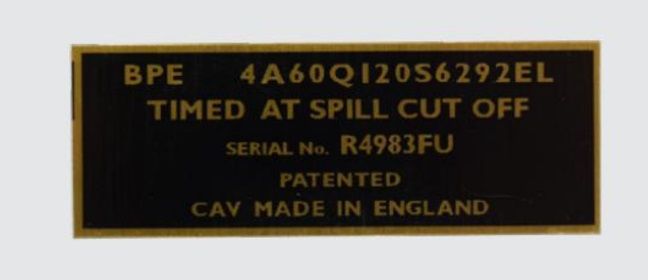 BPE 4A60Q120S6292EL
TIMED AT SPILL CUT OFF
SERIAL No. R4983FU
PATENTED
CAV MADE IN ENGLAND